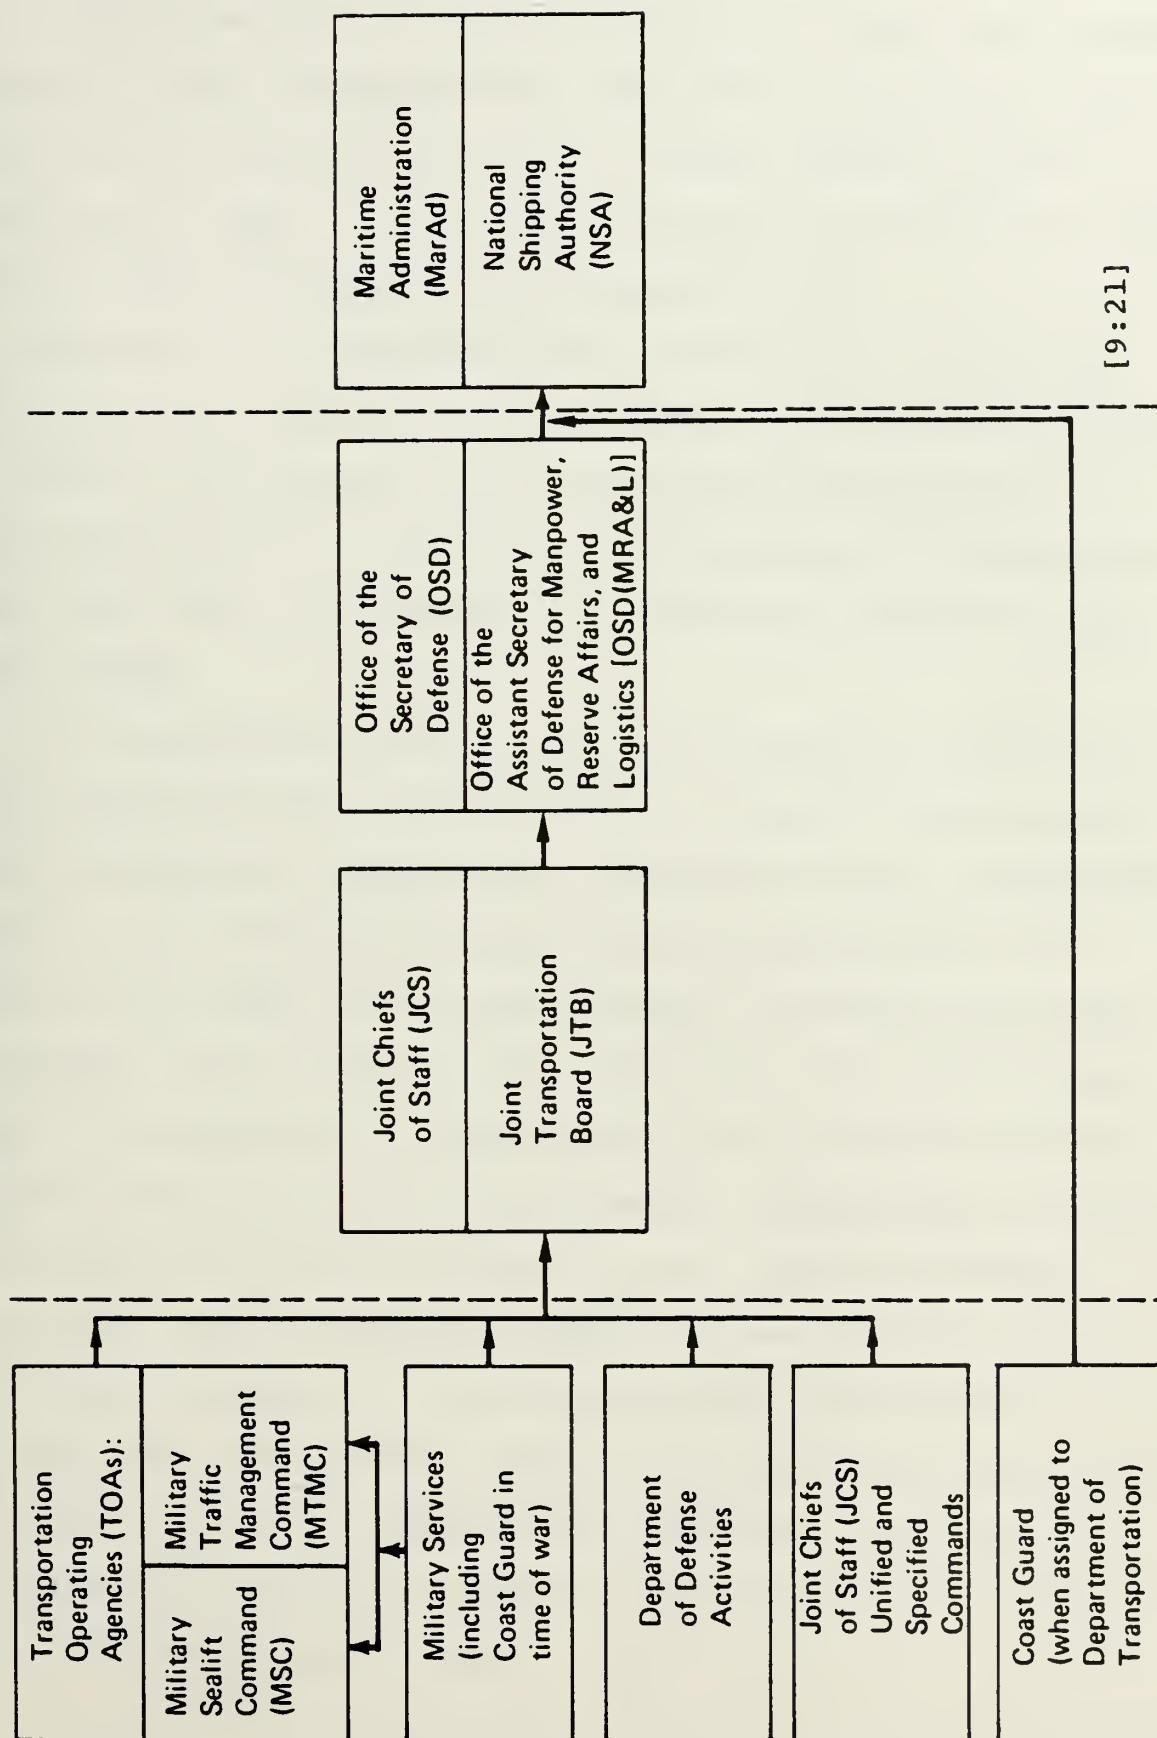 Transportation
Operating
Agencies (TOAs):
Military
Sealift
Command
(MSC)
Military
Traffic
Management
Command
(MTMC)
Military Services
(including
Coast Guard in
time of war)
Department
of Defense
Activities
Joint Chiefs
of Staff (JCS)
Unified and
Specified
Commands
Coast Guard
(when assigned to
Department of
Transportation)
Joint Chiefs
of Staff (JCS)
Joint
Transportation
Board (JTB)
Office of the
Secretary of
Defense (OSD)
Office of the
Assistant Secretary
of Defense for Manpower,
Reserve Affairs, and
Logistics [OSD(MRA&L)]
Maritime
Administration
(MarAd)
National
Shipping
Authority
(NSA)
[9:21]